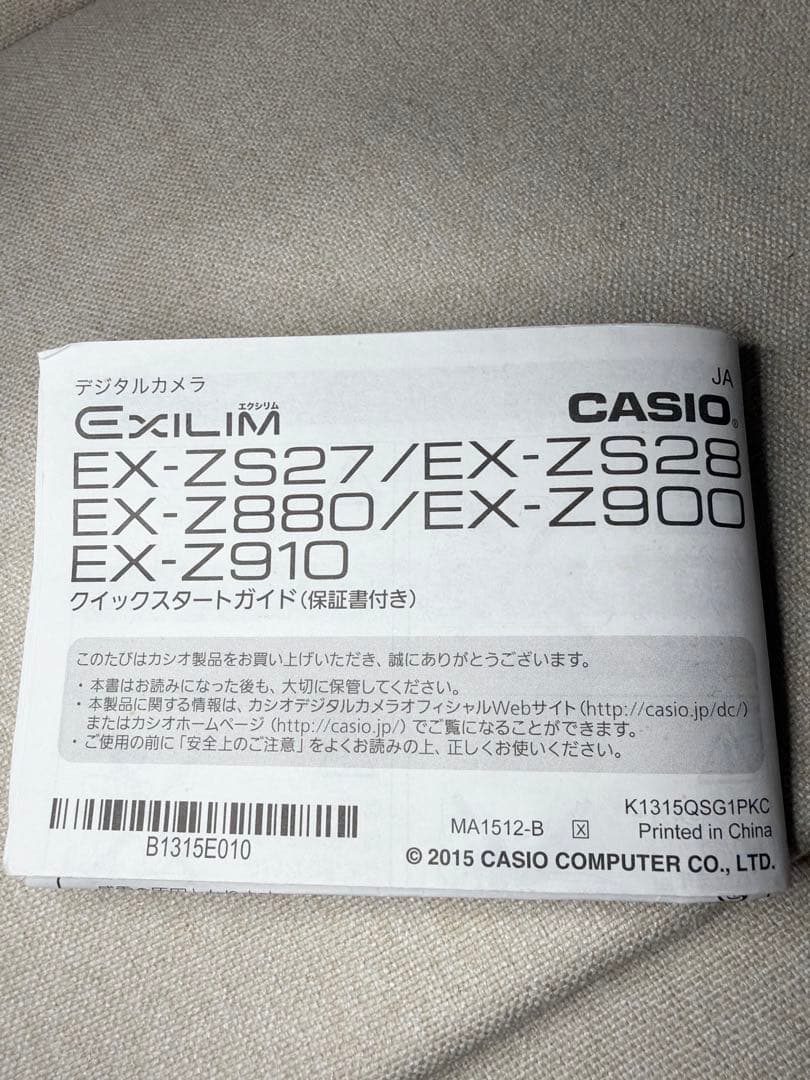 JA
デジタルカメラ
エクシリム
EXILIM
CASIO®
EX-ZS27/EX-ZS28
EX-Z880/EX-Z900
EX-Z910
クイックスタートガイド(保証書付き)
このたびはカシオ製品をお買い上げいただき、誠にありがとうございます。
・本書はお読みになった後も、大切に保管してください。
・本製品に関する情報は、カシオデジタルカメラオフィシャルWebサイト(http://casio.jp/dc/)
またはカシオホームページ(http://casio.jp/)でご覧になることができます。
・ご使用の前に「安全上のご注意」をよくお読みの上、正しくお使いください。
B1315E010
MA1512-B
X
K1315QSG1PKC
Printed in China
© 2015 CASIO COMPUTER CO., LTD.